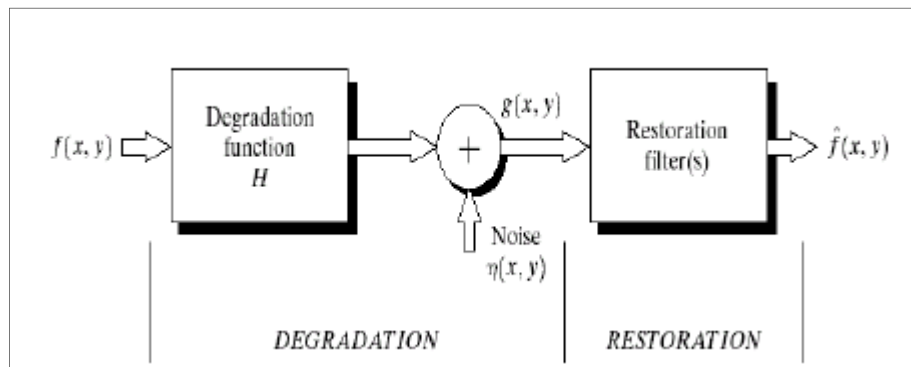 f(x, y)
Degradation
function
H
+
g(x, y)
Noise
η(x, y)
Restoration
filter(s)
f̂(x, y)
DEGRADATION
RESTORATION